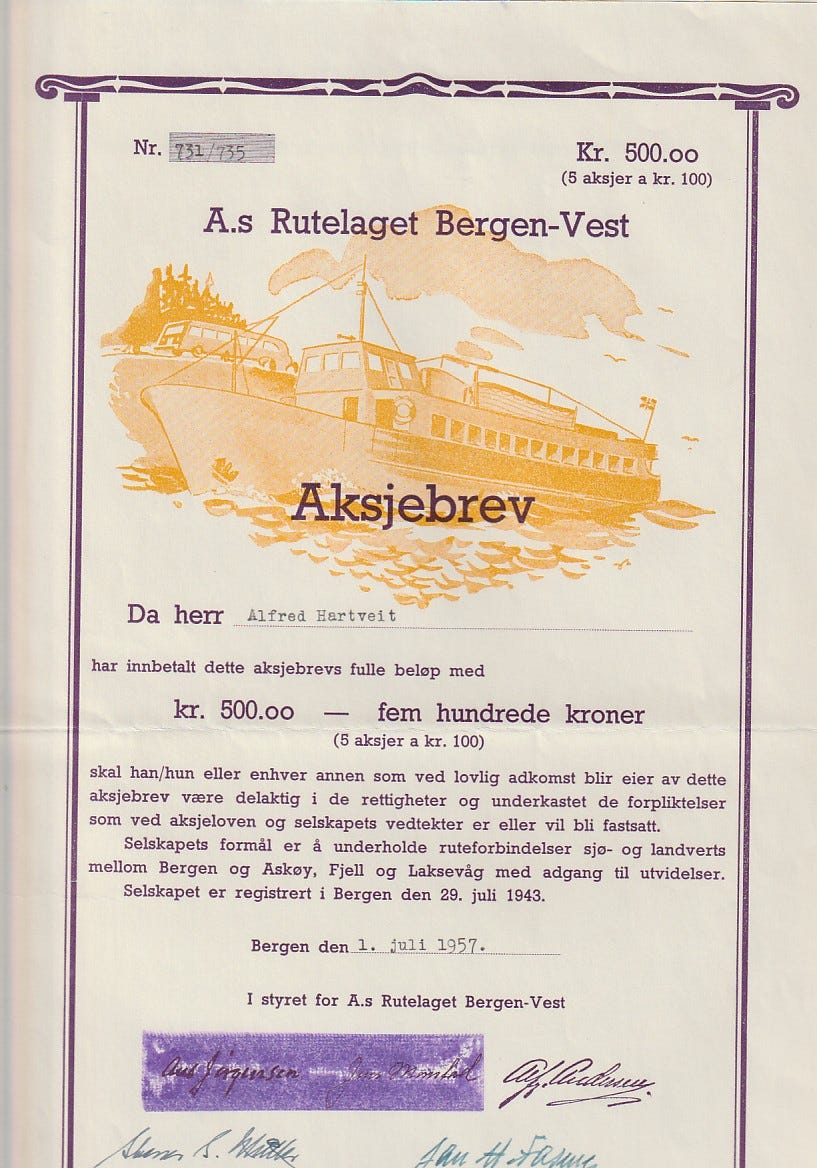 Nr. 731/735
Kr. 500.oo
(5 aksjer a kr. 100)
A.s Rutelaget Bergen-Vest
Aksjebrev
Da herr Alfred Hartveit
har innbetalt dette aksjebrevs fulle beløp med
kr. 500.oo — fem hundrede kroner
(5 aksjer a kr. 100)
skal han/hun eller enhver annen som ved lovlig adkomst blir eier av dette
aksjebrev være delaktig i de rettigheter og underkastet de forpliktelser
som ved aksjeloven og selskapets vedtekter er eller vil bli fastsatt.
Selskapets formål er å underholde ruteforbindelser sjø- og landverts
mellom Bergen og Askøy, Fjell og Laksevåg med adgang til utvidelser.
Selskapet er registrert i Bergen den 29. juli 1943.
Bergen den 1. juli 1957.
I styret for A.s Rutelaget Bergen-Vest
Jørgensen